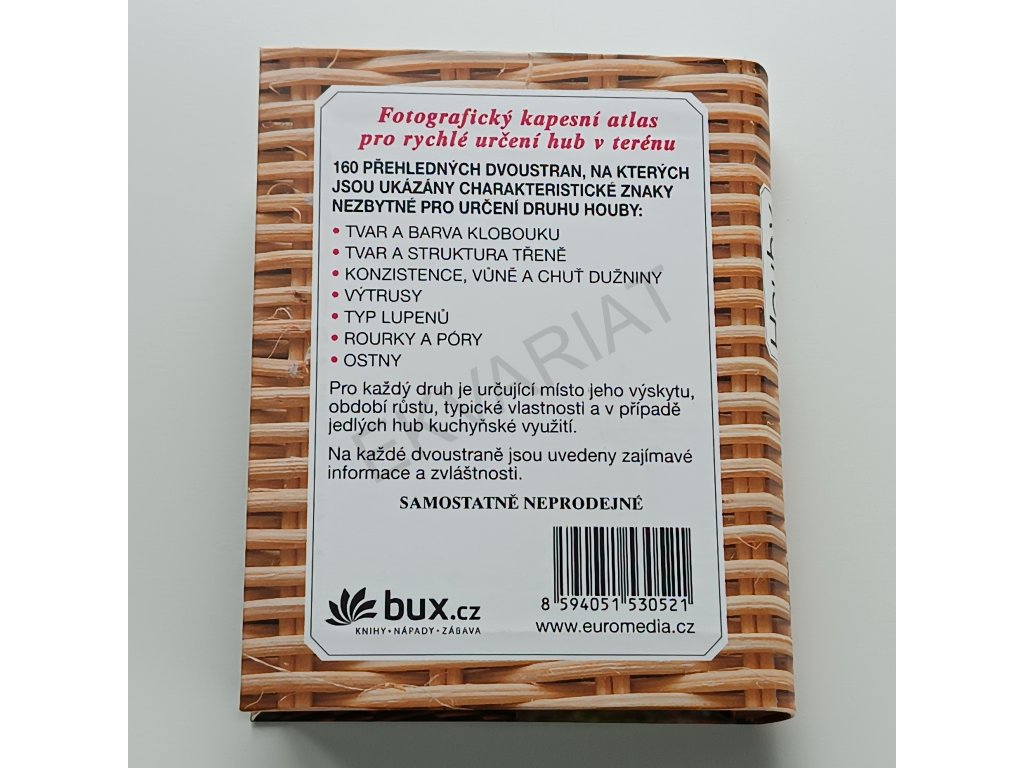 Fotografický kapesní atlas
pro rychlé určení hub v terénu
160 PŘEHLEDNÝCH DVOUSTRAN, NA KTERÝCH
JSOU UKÁZÁNY CHARAKTERISTICKÉ ZNAKY
NEZBYTNÉ PRO URČENÍ DRUHU HOUBY:
• TVAR A BARVA KLOBOUKU
• TVAR A STRUKTURA TŘENĚ
• KONZISTENCE, VŮNĚ A CHUŤ DUŽNINY
• VÝTRUSY
• TYP LUPENŮ
• ROURKY A PÓRY
• OSTNY
Pro každý druh je určující místo jeho výskytu,
období růstu, typické vlastnosti a v případě
jedlých hub kuchyňské využití.
Na každé dvoustraně jsou uvedeny zajímavé
informace a zvláštnosti.
SAMOSTATNĚ NEPRODEJNÉ
8 594051 530521
bux.cz
KNIHY • NÁPADY • ZÁBAVA
www.euromedia.cz
EKVARIAT